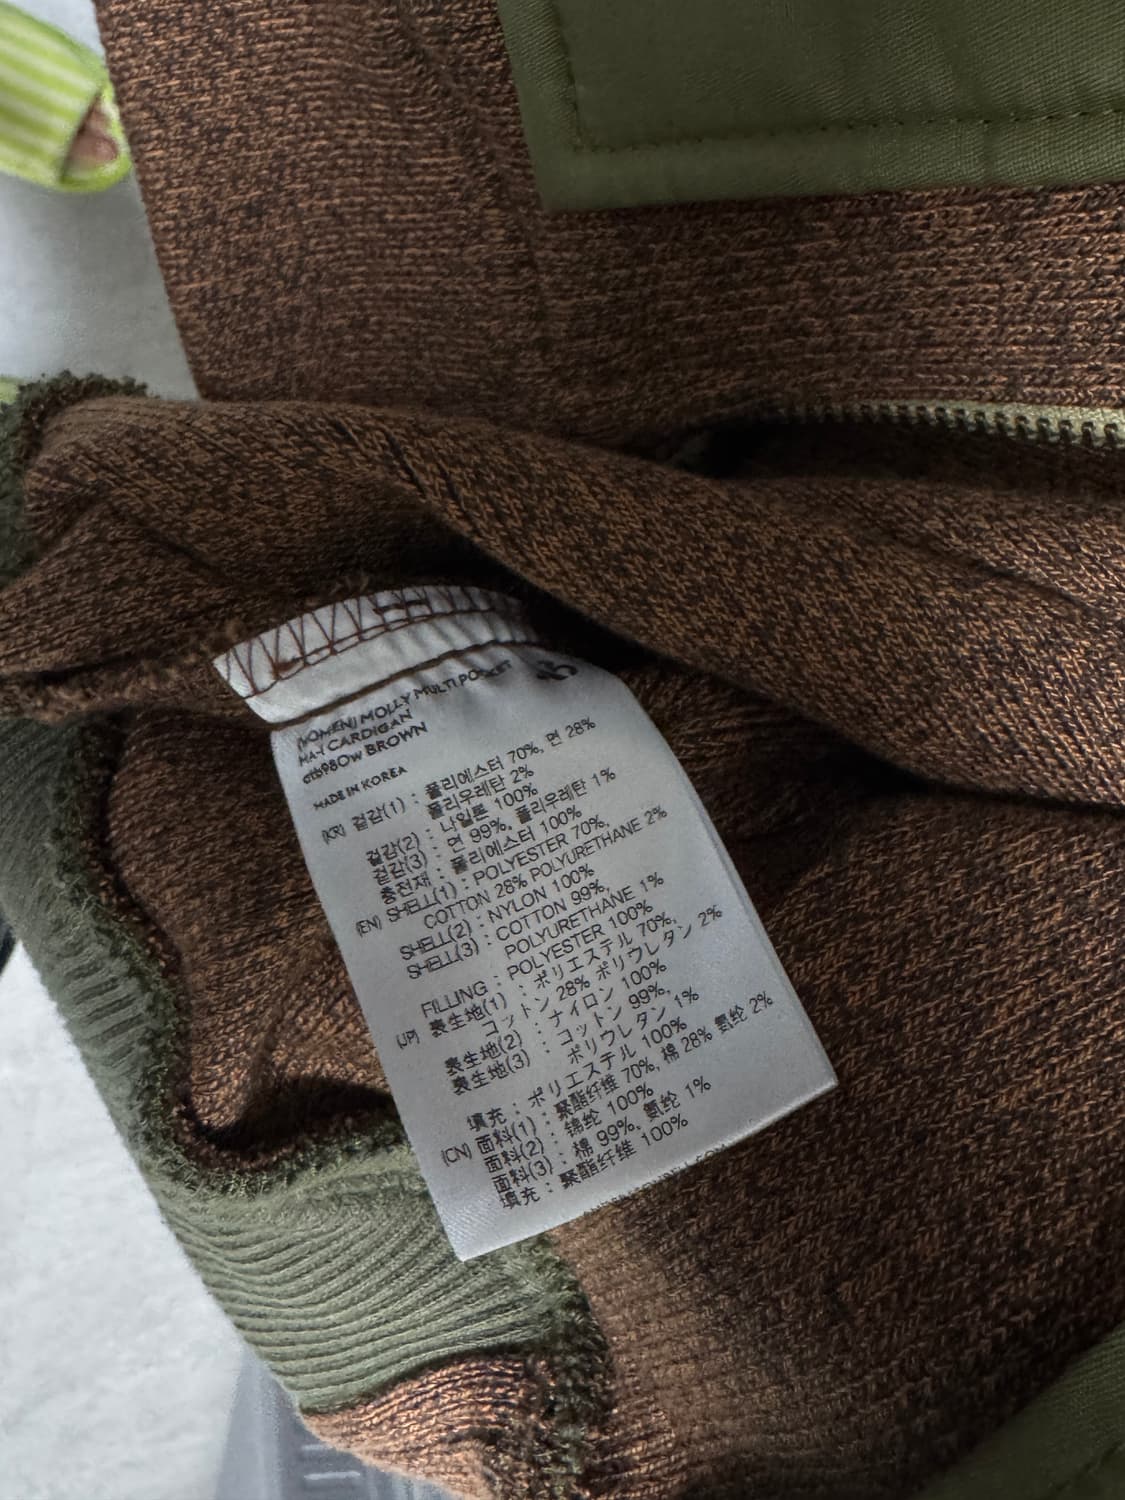 (WOMEN) MOLLY MULTI POCKET
MA-1 CARDIGAN
BROWN
MADE IN KOREA
(KR) 겉감(1) : 폴리에스터 70%, 면 28%
폴리우레탄 2%
겉감(2) : 나일론 100%
겉감(3) : 면 99%, 폴리우레탄 1%
충전재 : 폴리에스터 100%
(EN) SHELL(1) : POLYESTER 70%,
COTTON 28% POLYURETHANE 2%
SHELL(2) : NYLON 100%
SHELL(3) : COTTON 99%,
POLYURETHANE 1%
FILLING : POLYESTER 100%
(JP) 表生地(1) : ポリエステル 70%,
コットン 28% ポリウレタン 2%
表生地(2) : ナイロン 100%
表生地(3) : コットン 99%,
ポリウレタン 1%
填充 : ポリエステル 100%
(CN) 面料(1) : 聚酯纤维 70%, 棉 28% 氨纶 2%
面料(2) : 锦纶 100%
面料(3) : 棉 99%, 氨纶 1%
填充 : 聚酯纤维 100%